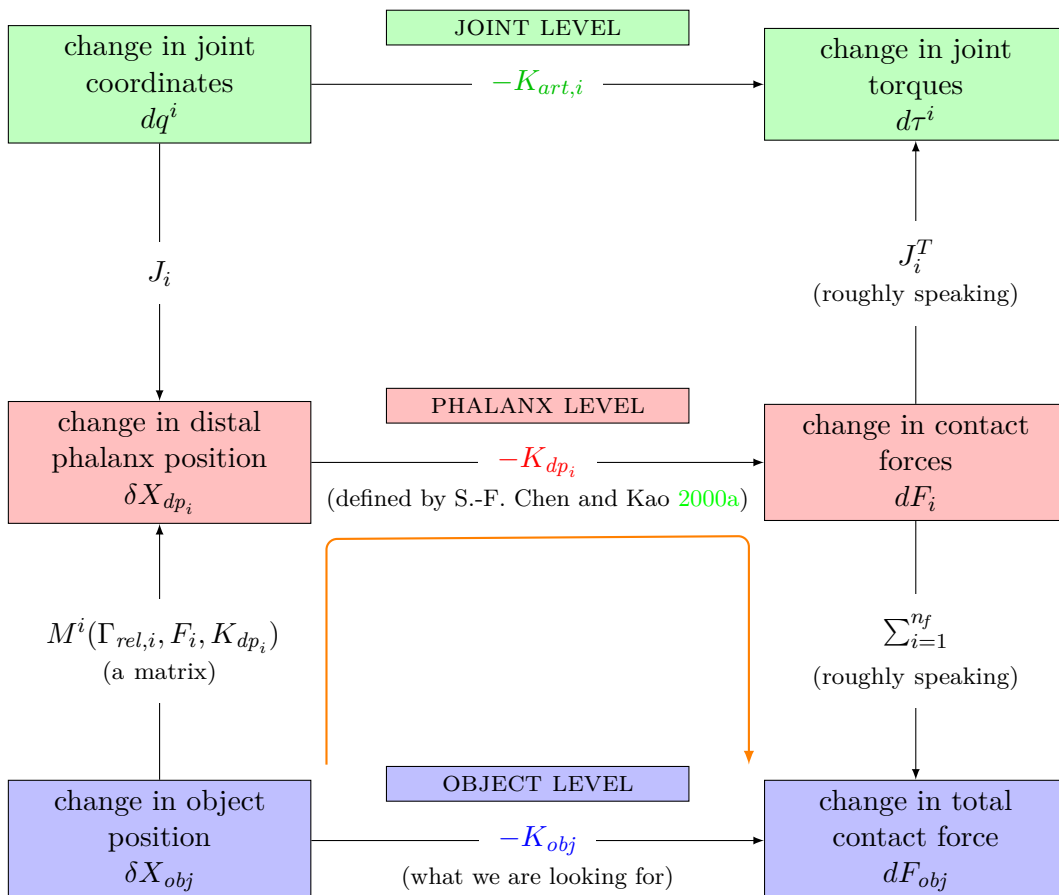 change in joint
coordinates
dq^i
JOINT LEVEL
−K_{art,i}
change in joint
torques
dτ^i
J_i
J_i^T
(roughly speaking)
change in distal
phalanx position
δX_{dp_i}
PHALANX LEVEL
−K_{dp_i}
(defined by S.-F. Chen and Kao 2000a)
change in contact
forces
dF_i
M^i(Γ_{rel,i}, F_i, K_{dp_i})
(a matrix)
∑_{i=1}^{n_f}
(roughly speaking)
change in object
position
δX_{obj}
OBJECT LEVEL
−K_{obj}
(what we are looking for)
change in total
contact force
dF_{obj}